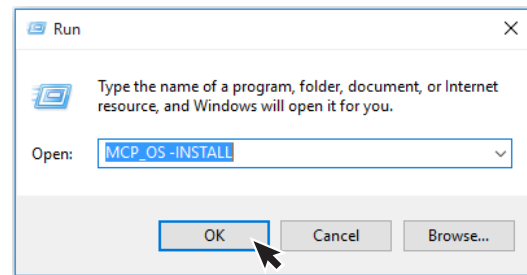 Run
Type the name of a program, folder, document, or Internet
resource, and Windows will open it for you.
Open: MCP_OS -INSTALL
OK Cancel Browse...